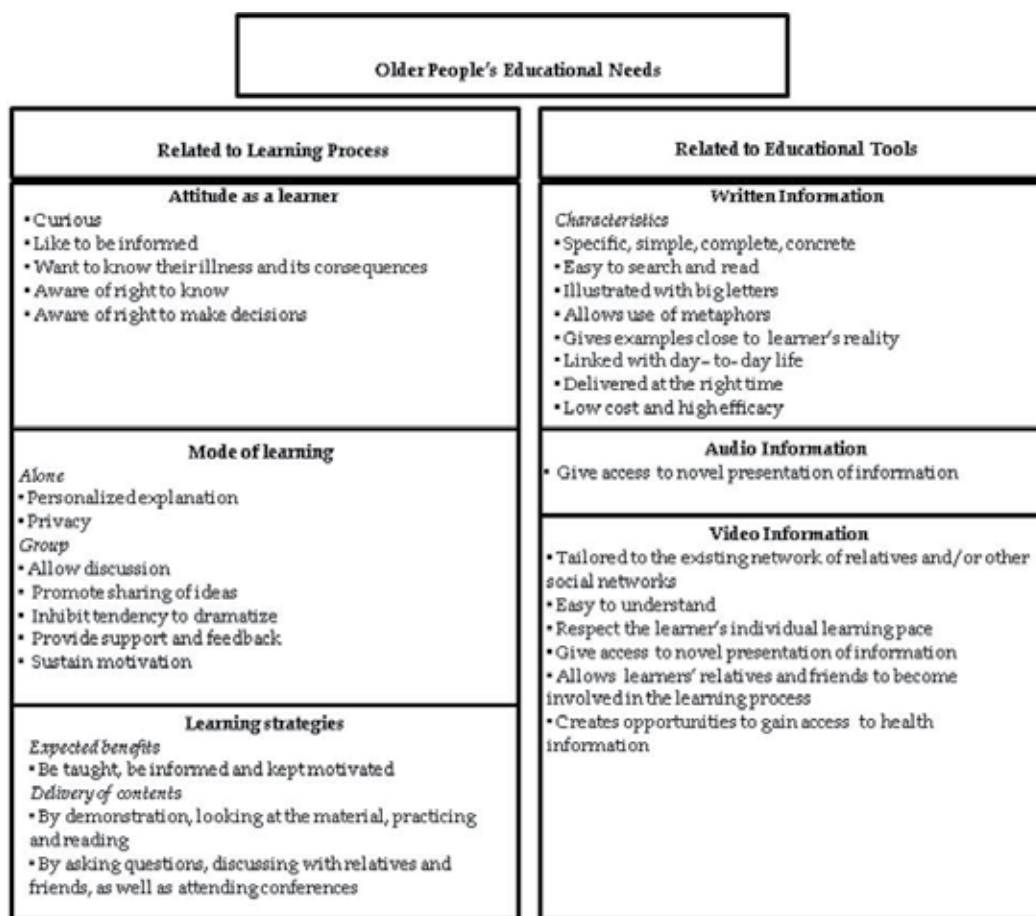 Older People's Educational Needs
Related to Learning Process
Attitude as a learner
▪ Curious
▪ Like to be informed
▪ Want to know their illness and its consequences
▪ Aware of right to know
▪ Aware of right to make decisions
Mode of learning
Alone
▪ Personalized explanation
▪ Privacy
Group
▪ Allow discussion
▪ Promote sharing of ideas
▪ Inhibit tendency to dramatize
▪ Provide support and feedback
▪ Sustain motivation
Learning strategies
Expected benefits
▪ Be taught, be informed and kept motivated
Delivery of contents
▪ By demonstration, looking at the material, practicing
and reading
▪ By asking questions, discussing with relatives and
friends, as well as attending conferences
Related to Educational Tools
Written Information
Characteristics
▪ Specific, simple, complete, concrete
▪ Easy to search and read
▪ Illustrated with big letters
▪ Allows use of metaphors
▪ Gives examples close to learner's reality
▪ Linked with day- to- day life
▪ Delivered at the right time
▪ Low cost and high efficacy
Audio Information
▪ Give access to novel presentation of information
Video Information
▪ Tailored to the existing network of relatives and/or other
social networks
▪ Easy to understand
▪ Respect the learner's individual learning pace
▪ Give access to novel presentation of information
▪ Allows learners' relatives and friends to become
involved in the learning process
▪ Creates opportunities to gain access to health
information